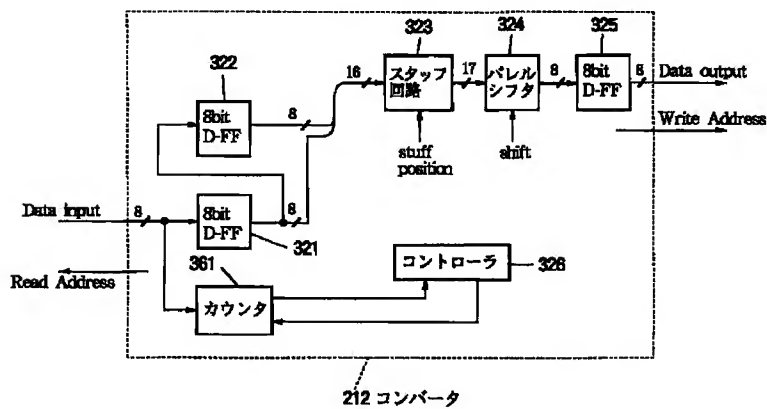 323
324
325
322
16
スタッフ
回路
17
バレル
シフタ
8
8bit
D-FF
8
Data output
8bit
D-FF
8
Write Address
stuff
position
shift
Data input
8
8bit
D-FF
8
321
Read Address
361
カウンタ
コントローラ
326
212 コンバータ